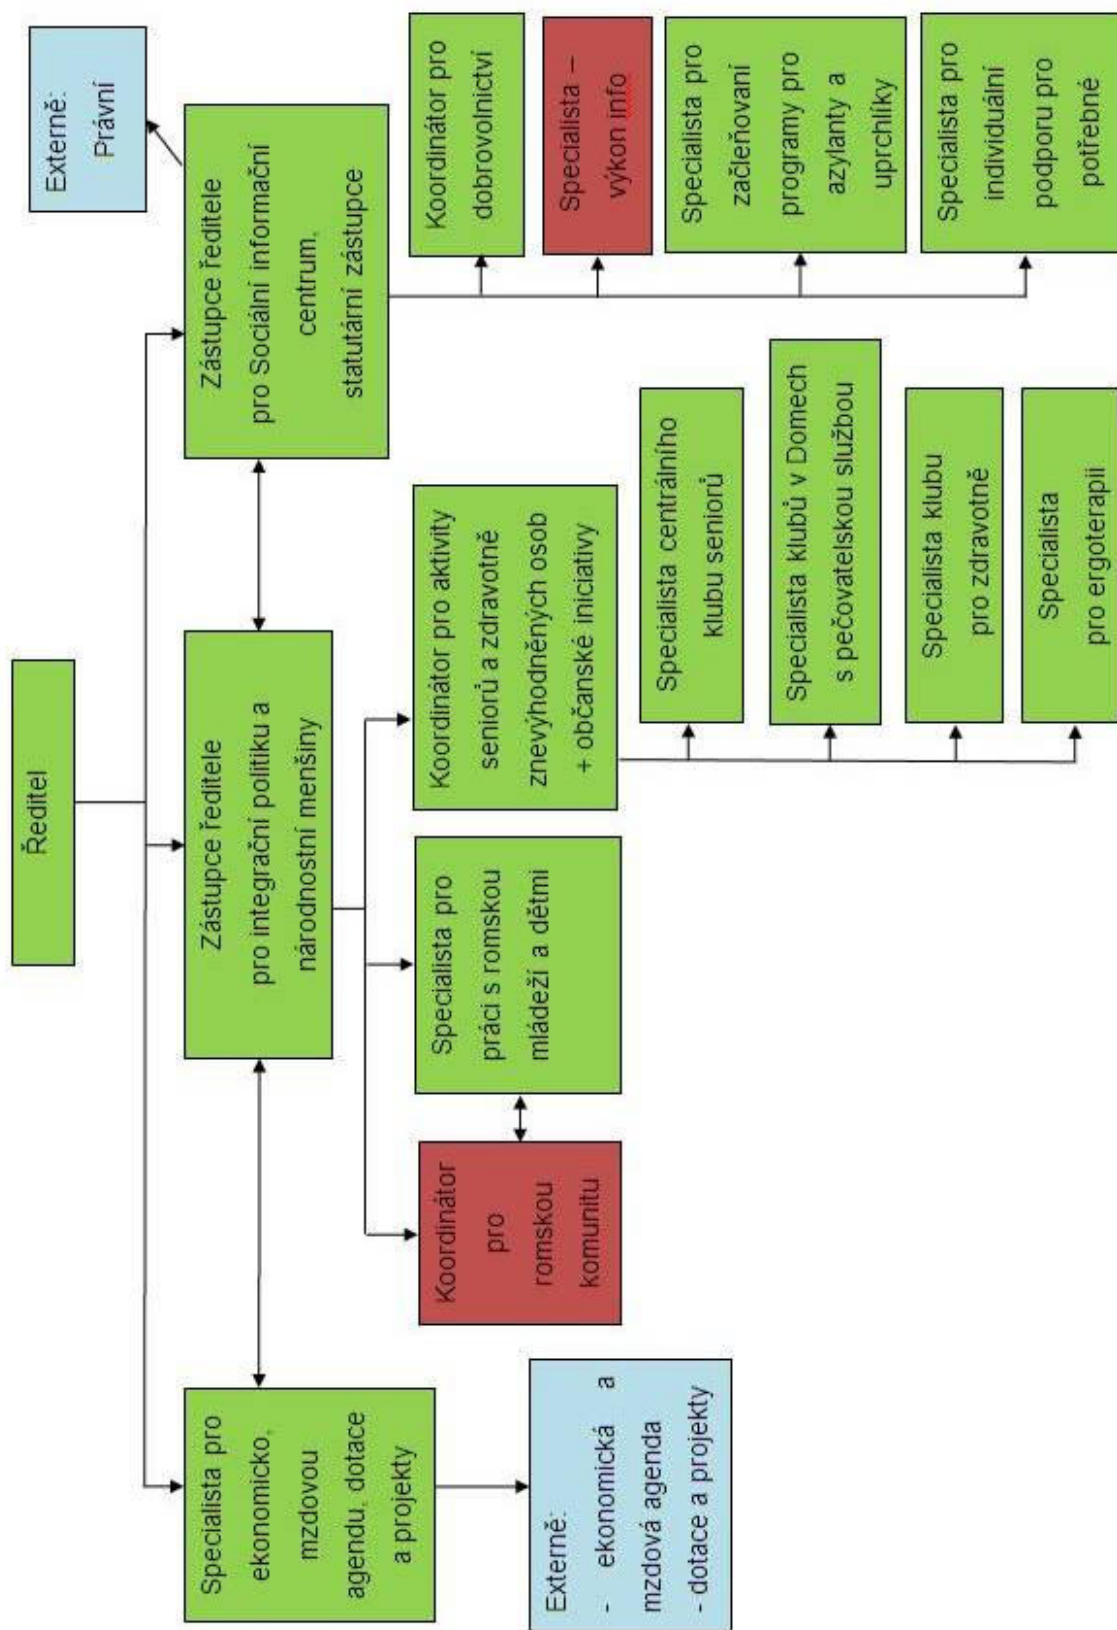 Ředitel
Specialista pro
ekonomicko,
mzdovou
agendu, dotace
a projekty
Zástupce ředitele
pro integrační politiku a
národnostní menšiny
Zástupce ředitele
pro Sociální informační
centrum,
statutární zástupce
Externě:
Právní
Externě:
- ekonomická a
mzdová agenda
- dotace a projekty
Koordinátor
pro
romskou
komunitu
Specialista pro
práci s romskou
mládeží a dětmi
Koordinátor pro aktivity
seniorů a zdravotně
znevýhodněných osob
+ občanské iniciativy
Specialista centrálního
klubu seniorů
Specialista klubů v Domech
s pečovatelskou službou
Specialista klubu
pro zdravotně
Specialista
pro ergoterapii
Koordinátor pro
dobrovolnictví
Specialista –
výkon info
Specialista pro
začleňovaní
programy pro
azylanty a
uprchlíky
Specialista pro
individuální
podporu pro
potřebné